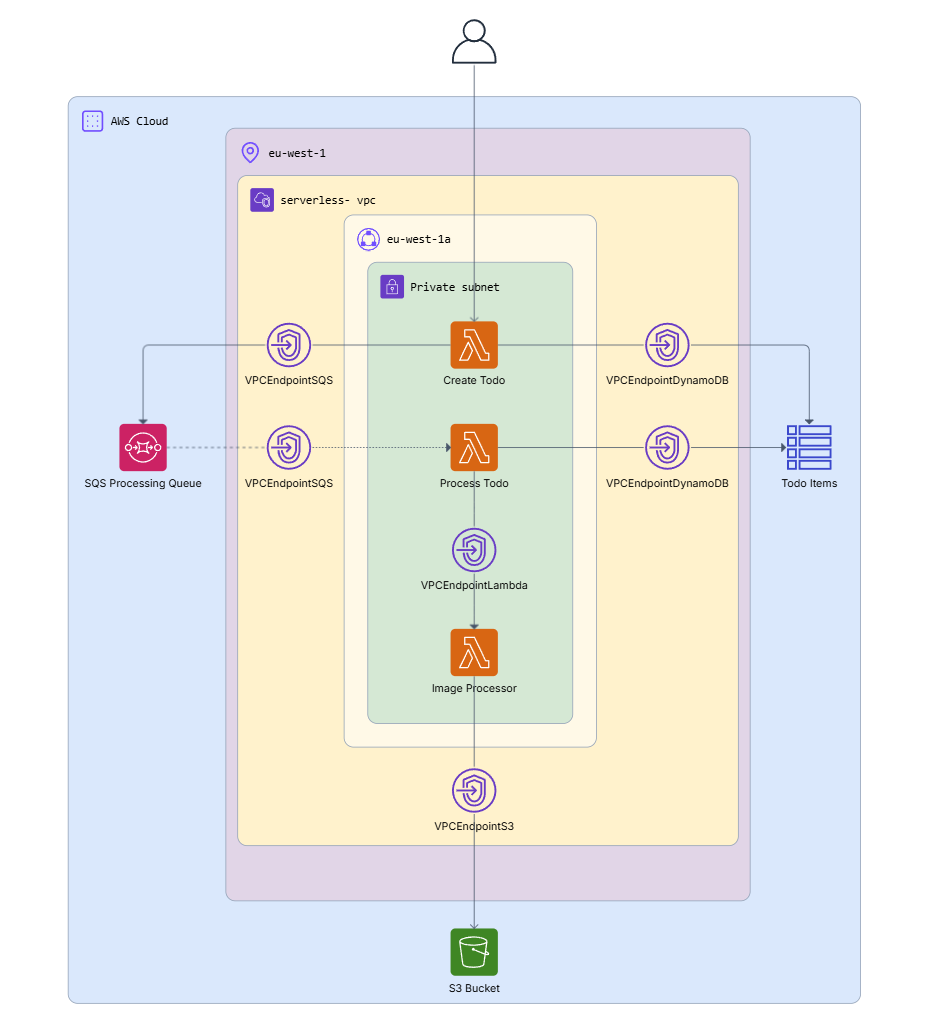 AWS Cloud
eu-west-1
serverless- vpc
eu-west-1a
Private subnet
VPCEndpointSQS
Create Todo
VPCEndpointDynamoDB
SQS Processing Queue
VPCEndpointSQS
Process Todo
VPCEndpointDynamoDB
Todo Items
VPCEndpointLambda
Image Processor
VPCEndpointS3
S3 Bucket